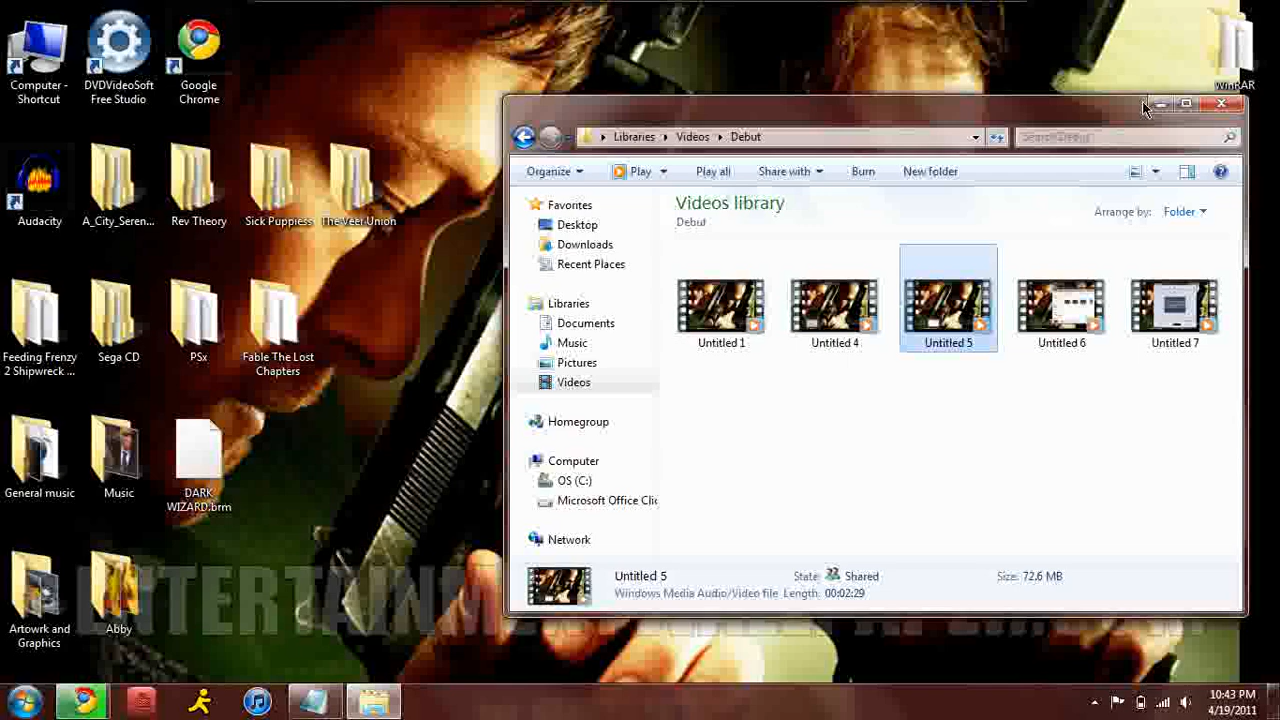 Computer -
Shortcut
DVDVideoSoft
Free Studio
Google
Chrome
WinRAR
Audacity
A_City_Seren...
Rev Theory
Sick Puppiess
The Veer Union
Feeding Frenzy
2 Shipwreck ...
Sega CD
PSx
Fable The Lost
Chapters
General music
Music
DARK
WIZARD.brm
Artowrk and
Graphics
Abby
Libraries
Videos
Debut
Search Debut
Organize
Play
Play all
Share with
Burn
New folder
Favorites
Desktop
Downloads
Recent Places
Libraries
Documents
Music
Pictures
Videos
Homegroup
Computer
OS (C:)
Microsoft Office Clic
Network
Videos library
Debut
Arrange by: Folder
Untitled 1
Untitled 4
Untitled 5
Untitled 6
Untitled 7
Untitled 5
State: Shared
Size: 72.6 MB
Windows Media Audio/Video file
Length: 00:02:29
10:43 PM
4/19/2011